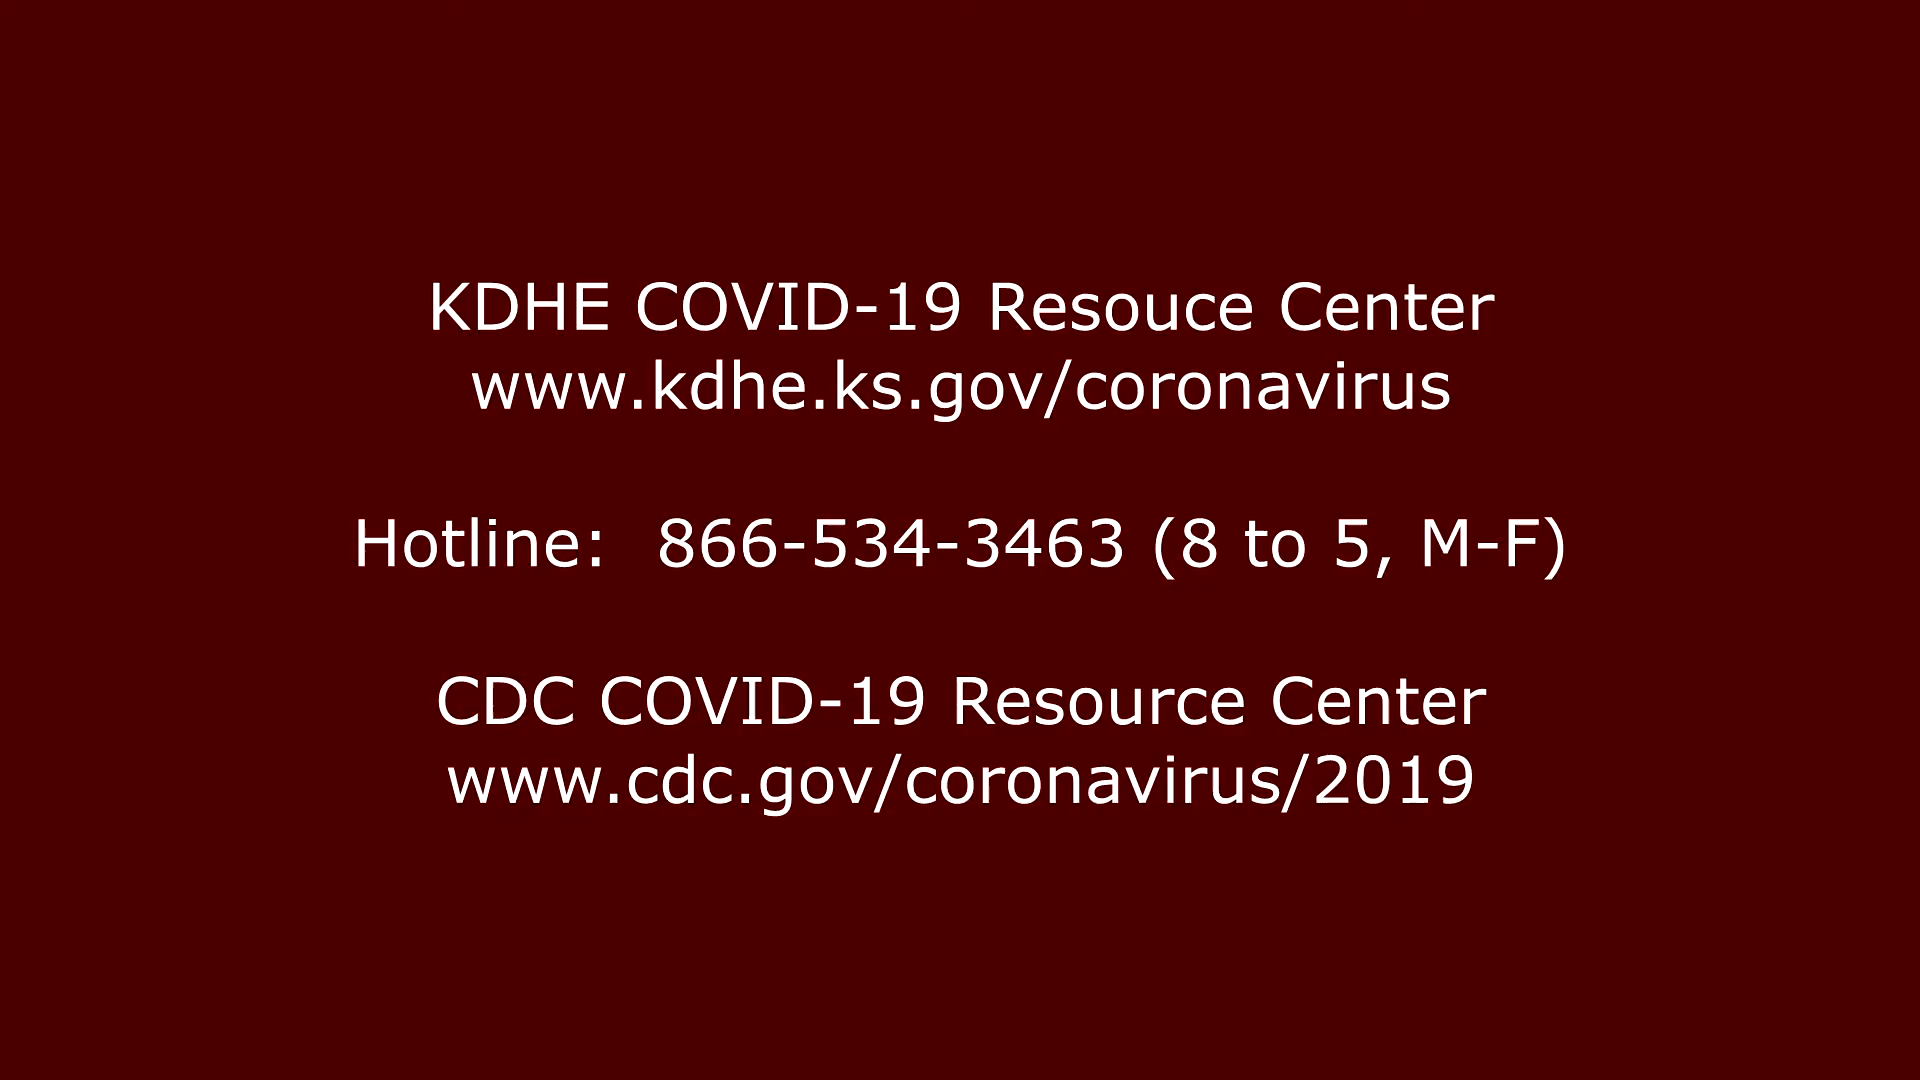 KDHE COVID-19 Resouce Center
www.kdhe.ks.gov/coronavirus
Hotline:  866-534-3463 (8 to 5, M-F)
CDC COVID-19 Resource Center
www.cdc.gov/coronavirus/2019